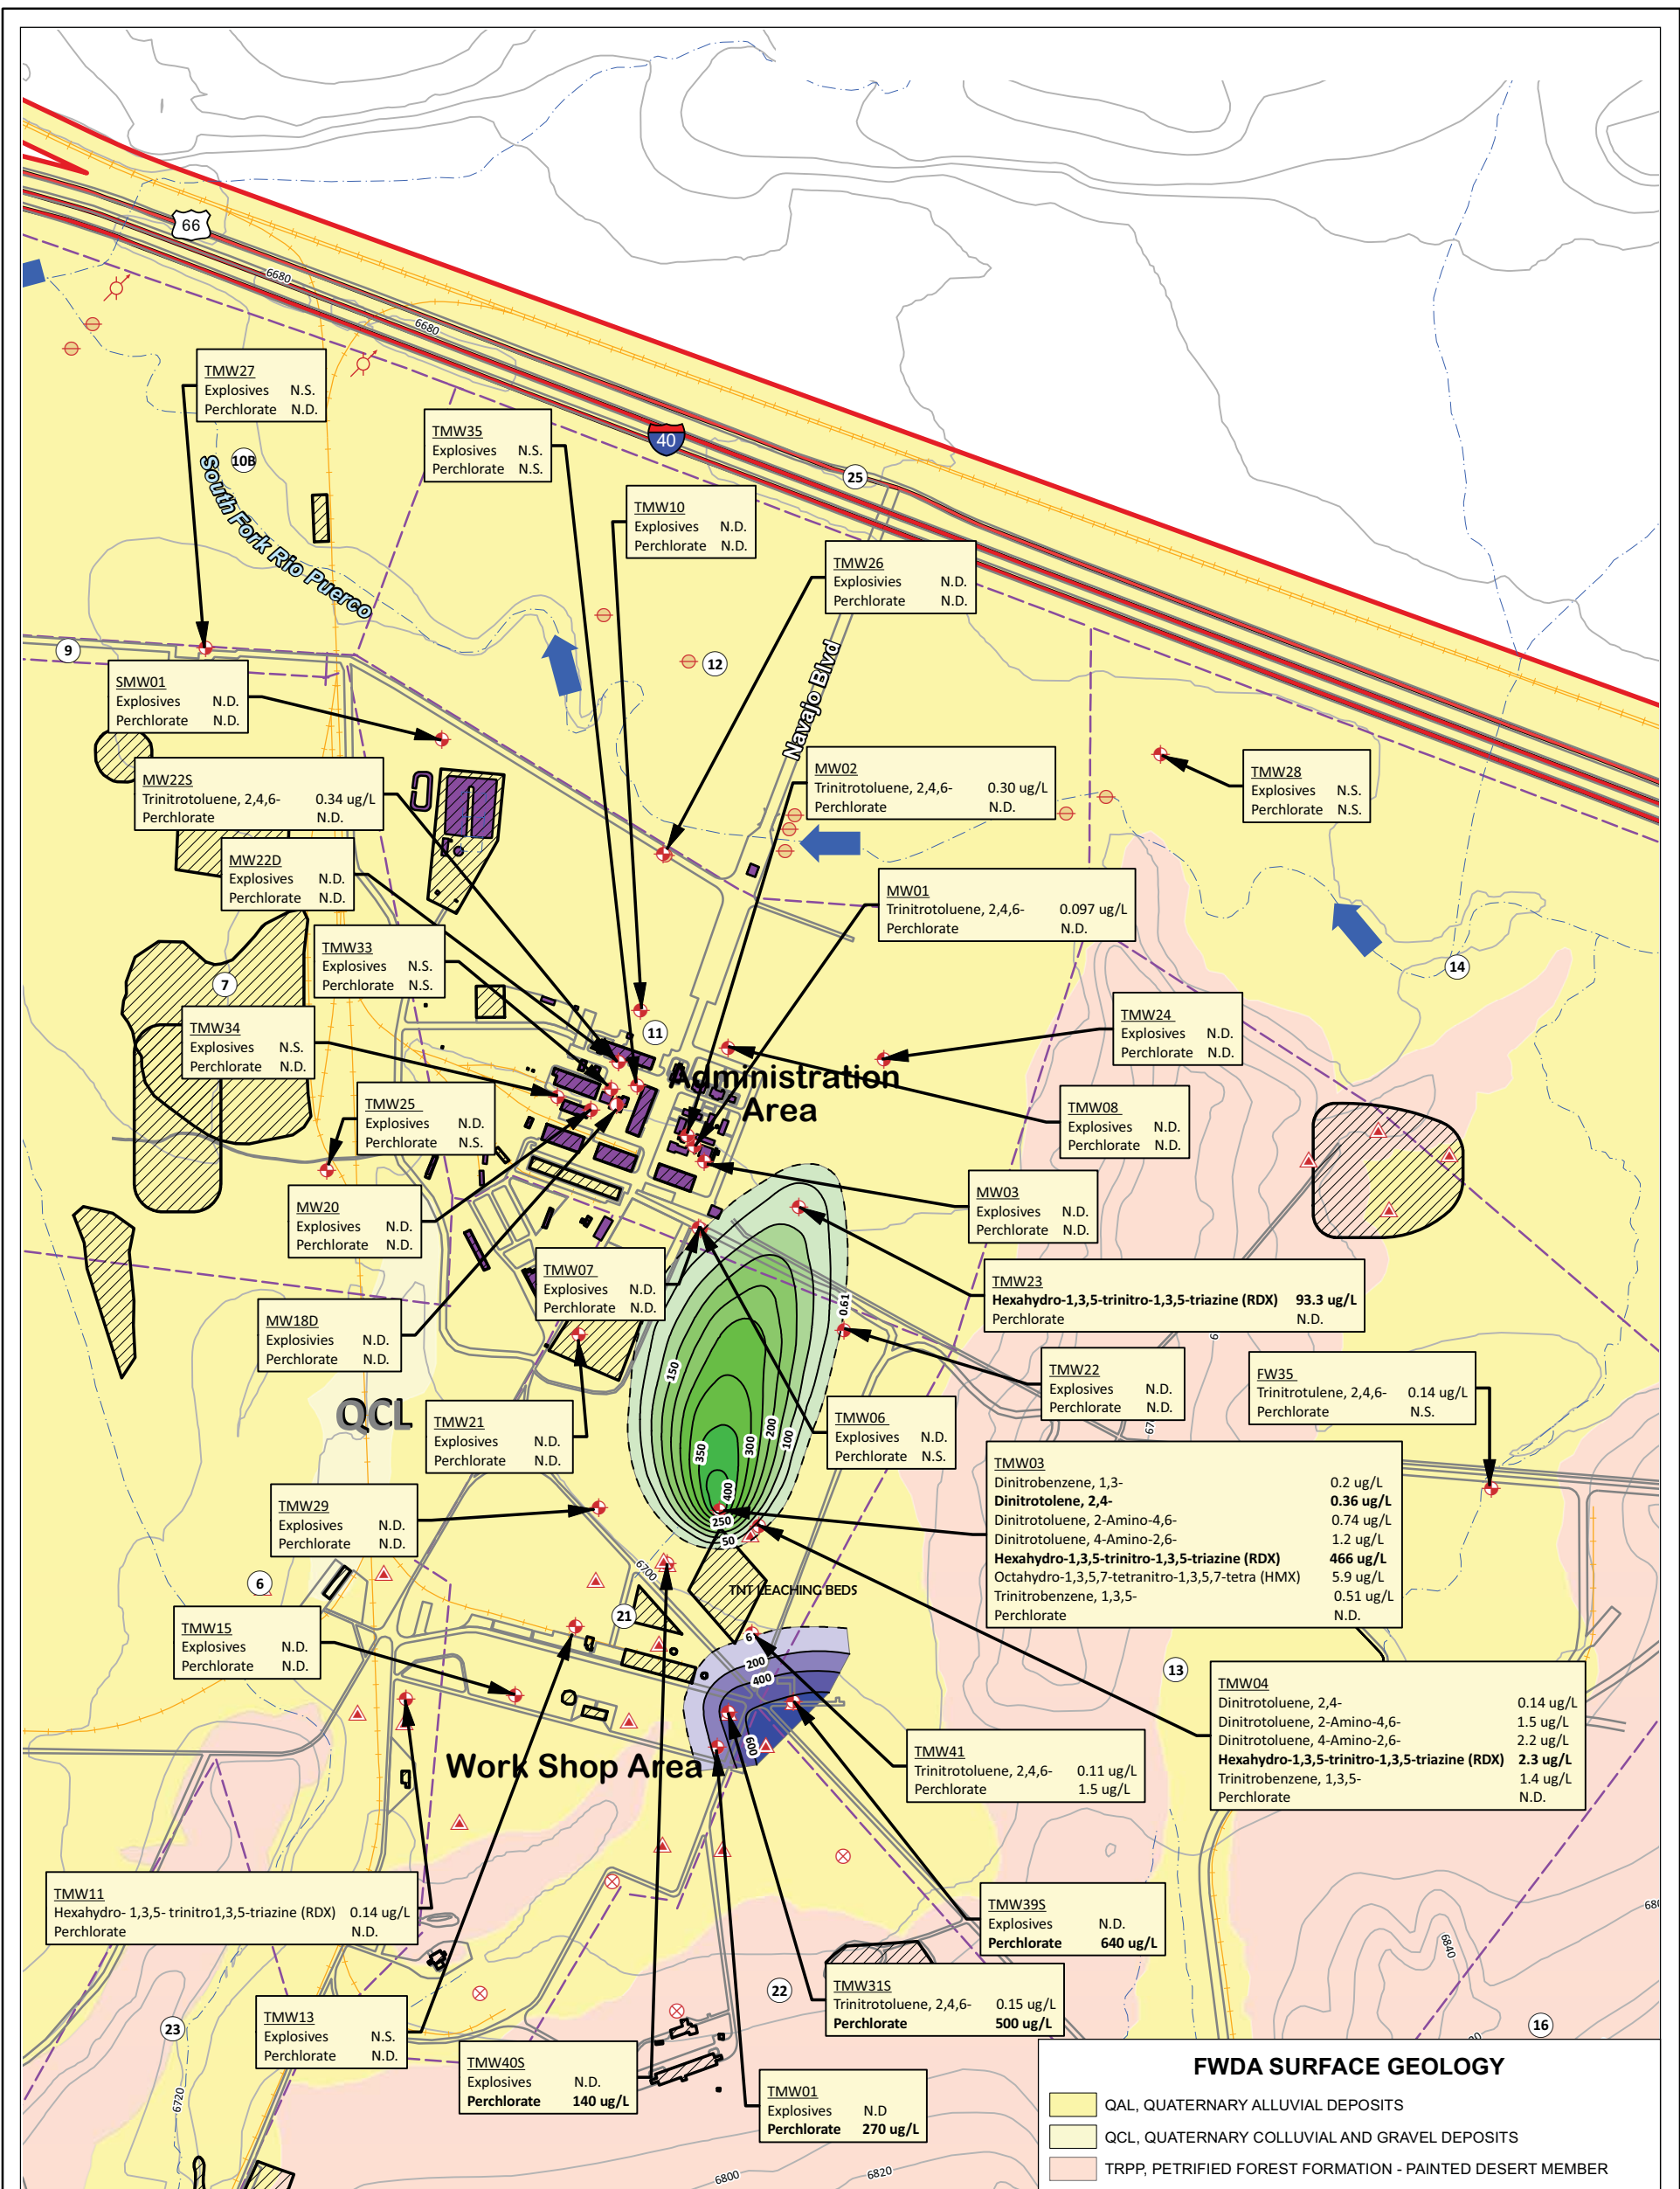 66
6680
6680
TMW27
Explosives N.S.
Perchlorate N.D.
TMW35
Explosives N.S.
Perchlorate N.S.
40
10B
25
South Fork Rio Puerco
TMW10
Explosives N.D.
Perchlorate N.D.
TMW26
Explosivies N.D.
Perchlorate N.D.
9
12
Navajo Blvd
SMW01
Explosives N.D.
Perchlorate N.D.
MW22S
Trinitrotoluene, 2,4,6- 0.34 ug/L
Perchlorate N.D.
MW02
Trinitrotoluene, 2,4,6- 0.30 ug/L
Perchlorate N.D.
TMW28
Explosives N.S.
Perchlorate N.S.
MW22D
Explosives N.D.
Perchlorate N.D.
MW01
Trinitrotoluene, 2,4,6- 0.097 ug/L
Perchlorate N.D.
TMW33
Explosives N.S.
Perchlorate N.S.
7
14
TMW34
Explosives N.S.
Perchlorate N.D.
11
TMW24
Explosives N.D.
Perchlorate N.D.
Administration
Area
TMW25
Explosives N.D.
Perchlorate N.S.
TMW08
Explosives N.D.
Perchlorate N.D.
MW20
Explosives N.D.
Perchlorate N.D.
MW03
Explosives N.D.
Perchlorate N.D.
TMW07
Explosives N.D.
Perchlorate N.D.
TMW23
Hexahydro-1,3,5-trinitro-1,3,5-triazine (RDX) 93.3 ug/L
Perchlorate N.D.
MW18D
Explosivies N.D.
Perchlorate N.D.
0.61
6
TMW22
Explosives N.D.
Perchlorate N.D.
FW35
Trinitrotulene, 2,4,6- 0.14 ug/L
Perchlorate N.S.
150
QCL
TMW21
Explosives N.D.
Perchlorate N.D.
TMW06
Explosives N.D.
Perchlorate N.S.
67
350
300
200
100
400
250
50
TMW03
Dinitrobenzene, 1,3- 0.2 ug/L
Dinitrotolene, 2,4- 0.36 ug/L
Dinitrotoluene, 2-Amino-4,6- 0.74 ug/L
Dinitrotoluene, 4-Amino-2,6- 1.2 ug/L
Hexahydro-1,3,5-trinitro-1,3,5-triazine (RDX) 466 ug/L
Octahydro-1,3,5,7-tetranitro-1,3,5,7-tetra (HMX) 5.9 ug/L
Trinitrobenzene, 1,3,5- 0.51 ug/L
Perchlorate N.D.
TMW29
Explosives N.D.
Perchlorate N.D.
6
6700
TNT LEACHING BEDS
21
TMW15
Explosives N.D.
Perchlorate N.D.
6
200
400
600
13
TMW04
Dinitrotoluene, 2,4- 0.14 ug/L
Dinitrotoluene, 2-Amino-4,6- 1.5 ug/L
Dinitrotoluene, 4-Amino-2,6- 2.2 ug/L
Hexahydro-1,3,5-trinitro-1,3,5-triazine (RDX) 2.3 ug/L
Trinitrobenzene, 1,3,5- 1.4 ug/L
Perchlorate N.D.
Work Shop Area
TMW41
Trinitrotoluene, 2,4,6- 0.11 ug/L
Perchlorate 1.5 ug/L
TMW11
Hexahydro- 1,3,5- trinitro1,3,5-triazine (RDX) 0.14 ug/L
Perchlorate N.D.
TMW39S
Explosives N.D.
Perchlorate 640 ug/L
680
6840
22
TMW31S
Trinitrotoluene, 2,4,6- 0.15 ug/L
Perchlorate 500 ug/L
TMW13
Explosives N.S.
Perchlorate N.D.
23
16
TMW40S
Explosives N.D.
Perchlorate 140 ug/L
TMW01
Explosives N.D
Perchlorate 270 ug/L
6720
6800
6820
FWDA SURFACE GEOLOGY
QAL, QUATERNARY ALLUVIAL DEPOSITS
QCL, QUATERNARY COLLUVIAL AND GRAVEL DEPOSITS
TRPP, PETRIFIED FOREST FORMATION - PAINTED DESERT MEMBER